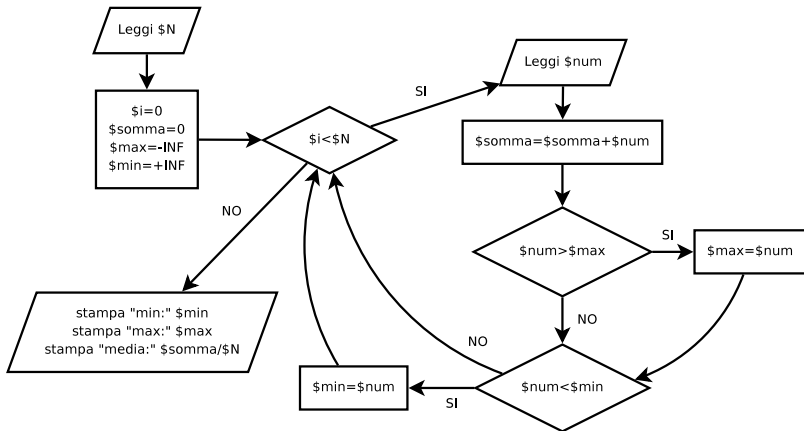 Leggi $N
$i=0
$somma=0
$max=-INF
$min=+INF
$i<$N
SI
Leggi $num
$somma=$somma+$num
$num>$max
SI
$max=$num
NO
$num<$min
SI
$min=$num
NO
NO
stampa "min:" $min
stampa "max:" $max
stampa "media:" $somma/$N